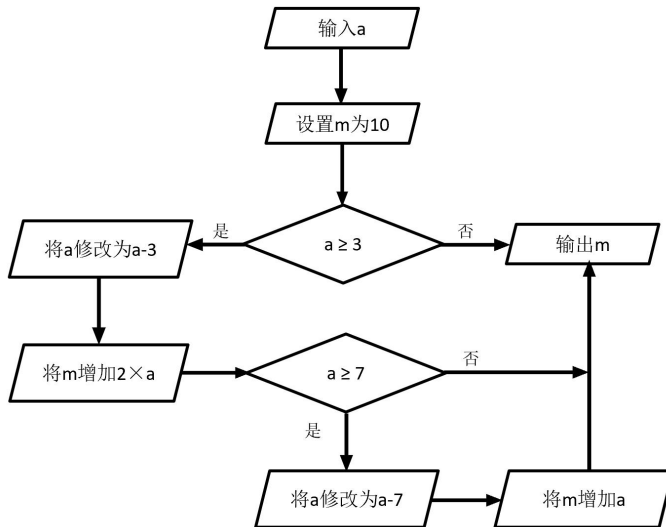 输入a
设置m为10
是
a ≥ 3
否
将a修改为a-3
输出m
将m增加2×a
a ≥ 7
否
是
将a修改为a-7
将m增加a